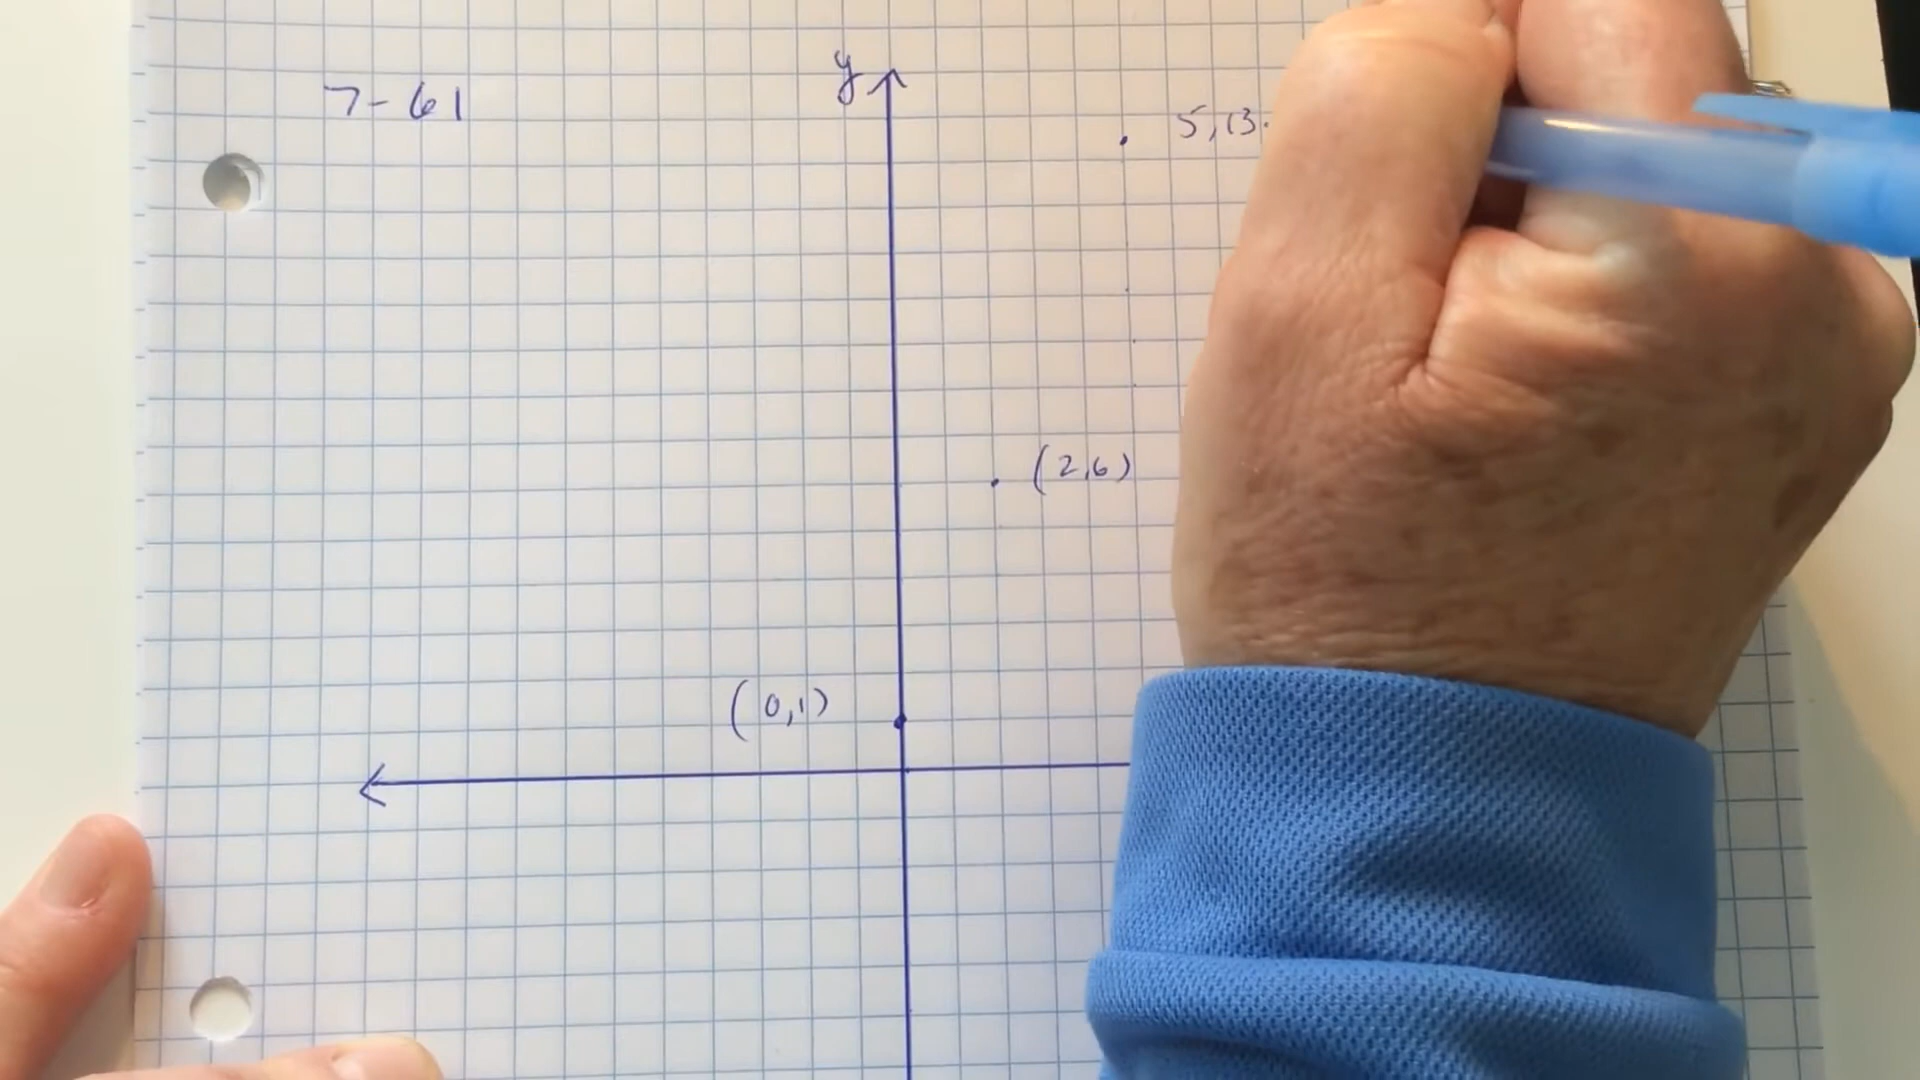 7-61
y
5,13.
(2,6)
(0,1)